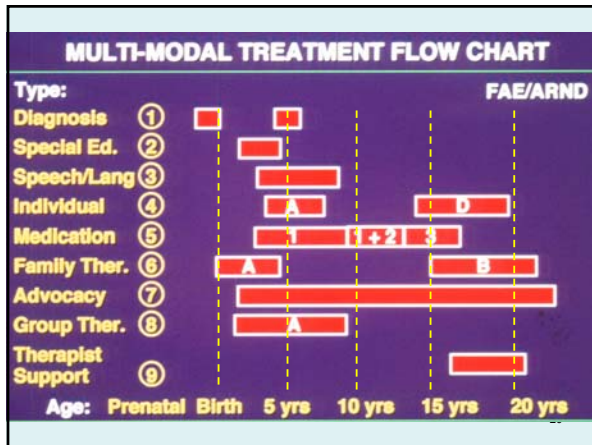 MULTI-MODAL TREATMENT FLOW CHART
Type: FAE/ARND
Diagnosis 1
Special Ed. 2
Speech/Lang 3
Individual 4 A D
Medication 5 1 1 + 2 3
Family Ther. 6 A B
Advocacy 7
Group Ther. 8 A
Therapist
Support 9
Age: Prenatal Birth 5 yrs 10 yrs 15 yrs 20 yrs